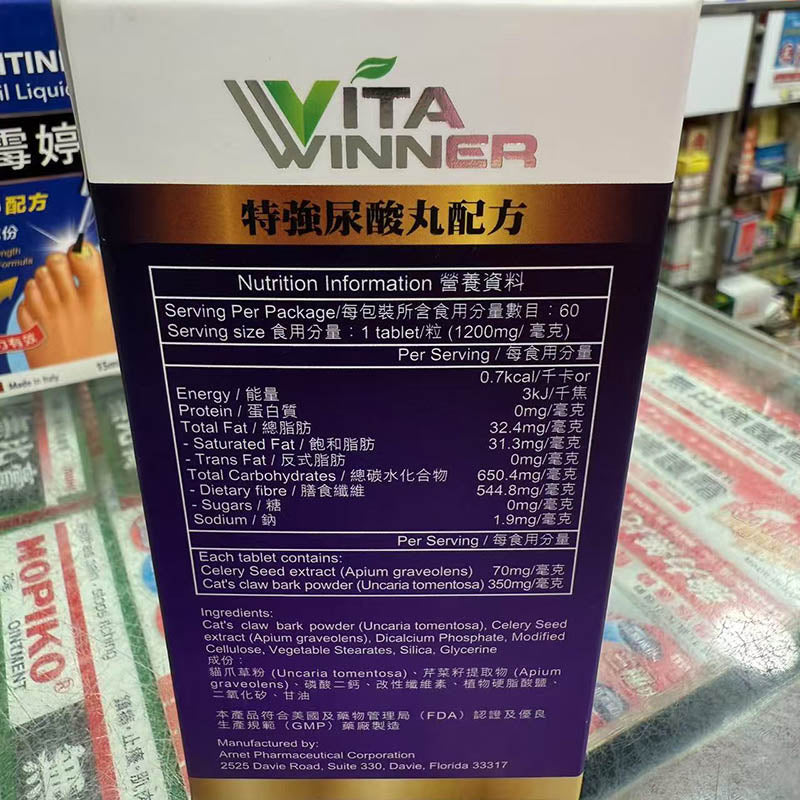 VITA
WINNER
特強尿酸丸配方
Nutrition Information 營養資料
Serving Per Package/每包裝所含食用分量數目：60
Serving size 食用分量：1 tablet/粒 (1200mg/ 毫克)
Per Serving / 每食用分量
Energy / 能量 0.7kcal/千卡or
3kJ/千焦
Protein / 蛋白質 0mg/毫克
Total Fat / 總脂肪 32.4mg/毫克
- Saturated Fat / 飽和脂肪 31.3mg/毫克
- Trans Fat / 反式脂肪 0mg/毫克
Total Carbohydrates / 總碳水化合物 650.4mg/毫克
- Dietary fibre / 膳食纖維 544.8mg/毫克
- Sugars / 糖 0mg/毫克
Sodium / 鈉 1.9mg/毫克
Per Serving / 每食用分量
Each tablet contains:
Celery Seed extract (Apium graveolens) 70mg/毫克
Cat's claw bark powder (Uncaria tomentosa) 350mg/毫克
Ingredients:
Cat's claw bark powder (Uncaria tomentosa), Celery Seed
extract (Apium graveolens), Dicalcium Phosphate, Modified
Cellulose, Vegetable Stearates, Silica, Glycerine
成份：
貓爪草粉 (Uncaria tomentosa)、芹菜籽提取物 (Apium
graveolens)、磷酸二鈣、改性纖維素、植物硬脂酸鹽、
二氧化矽、甘油
本產品符合美國及藥物管理局（FDA）認證及優良
生產規範（GMP）藥廠製造
Manufactured by:
Arnet Pharmaceutical Corporation
2525 Davie Road, Suite 330, Davie, Florida 33317
TIN
il Liquid
霉婷
配方
份
ngth
Formula
有效
Made in Italy
MOPIKO
OINTMENT
stops itching